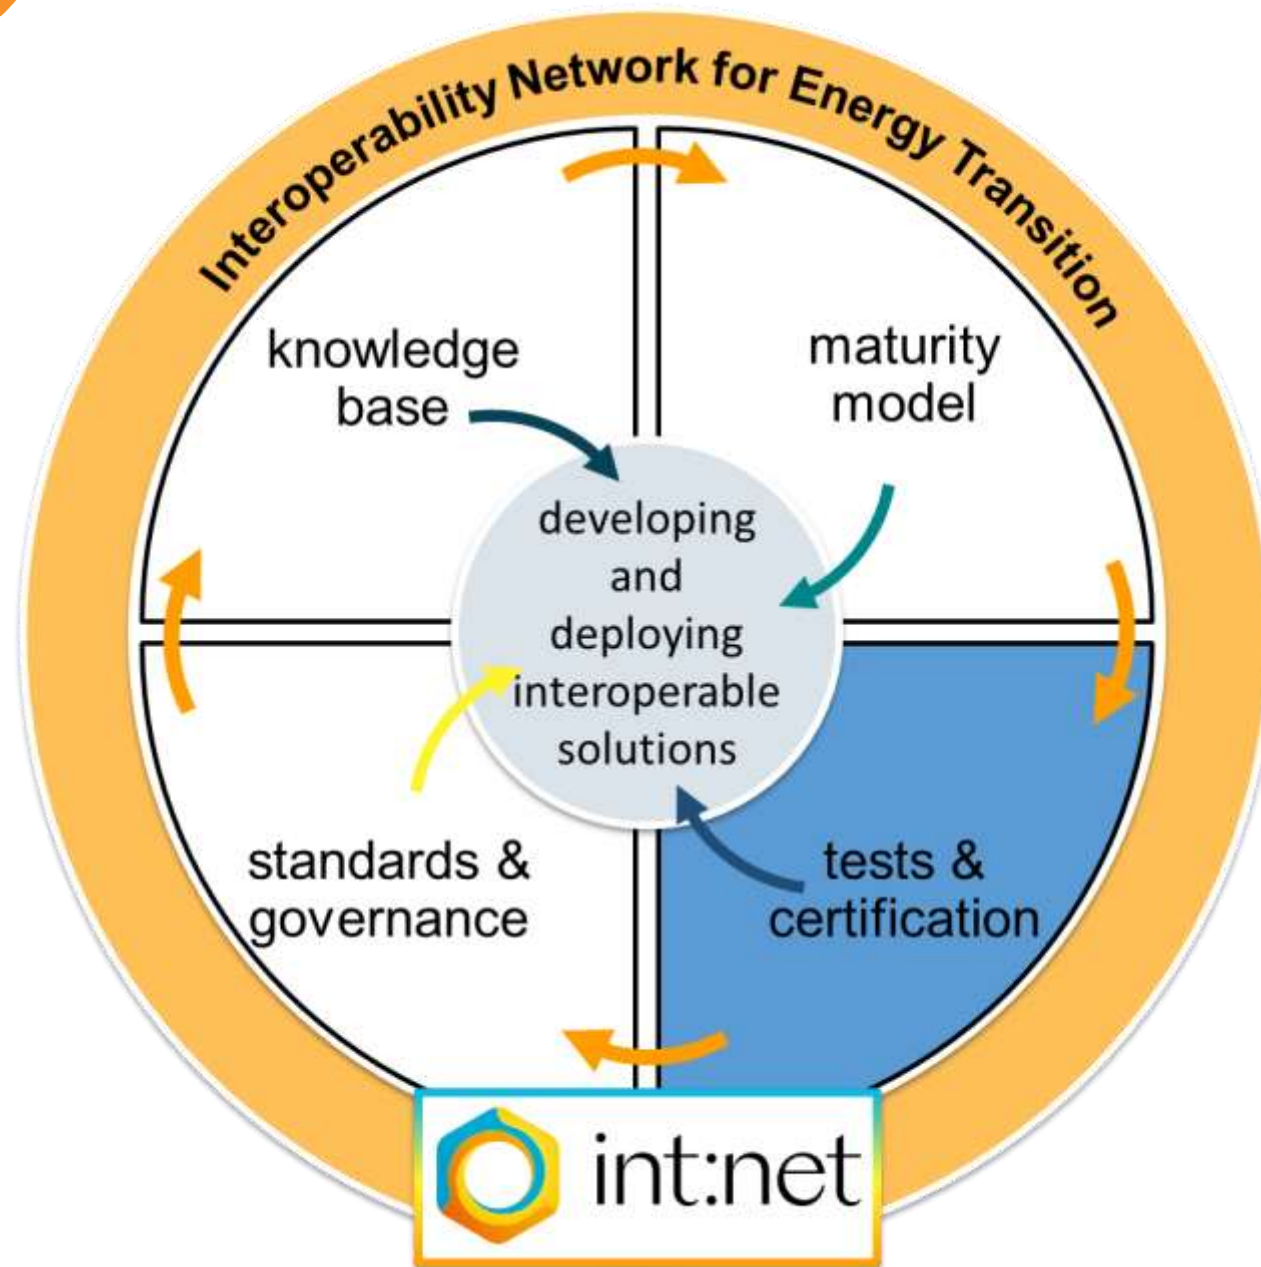 Interoperability Network for Energy Transition
knowledge
base
maturity
model
developing
and
deploying
interoperable
solutions
standards &
governance
tests &
certification
int:net